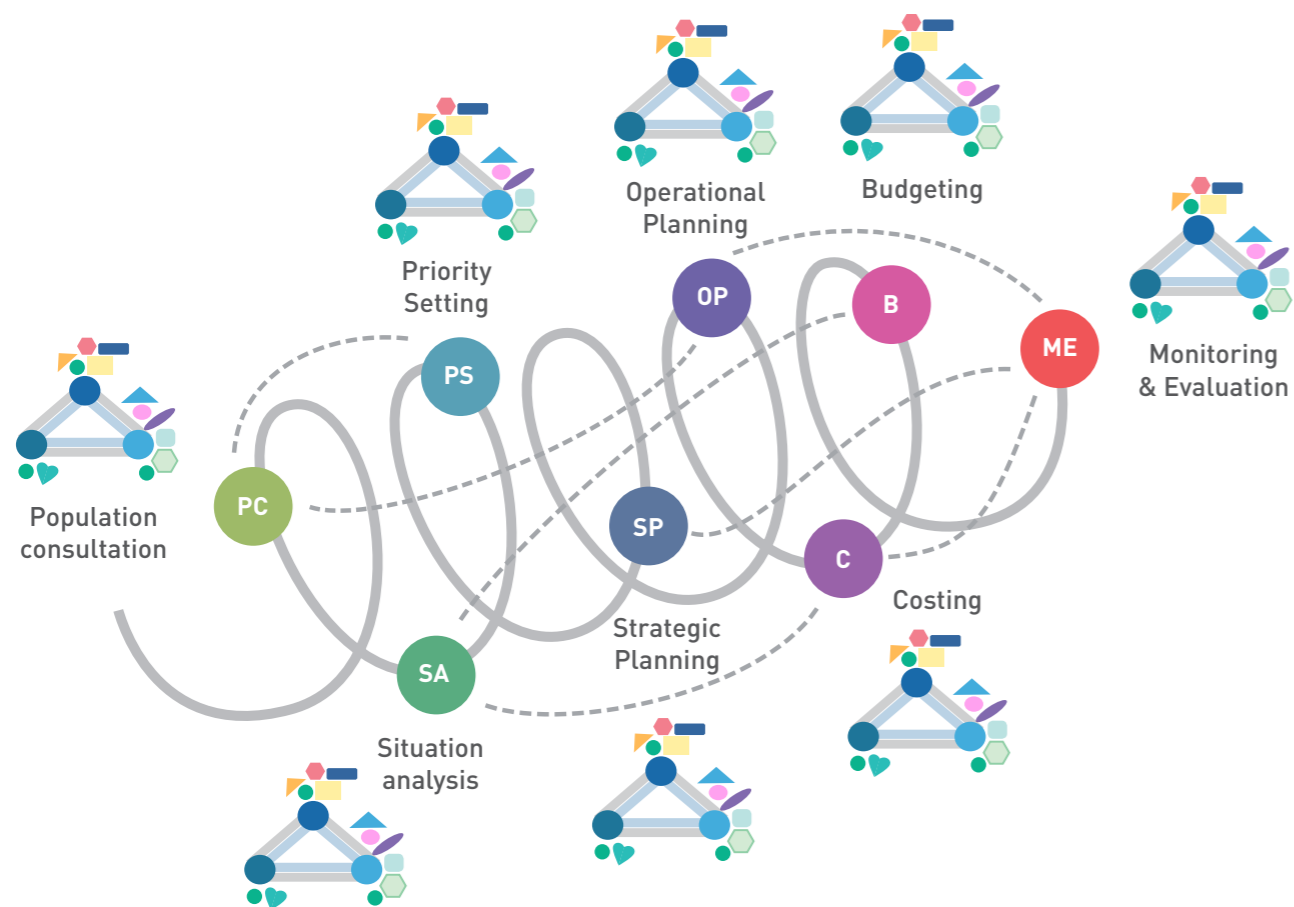 Operational
Planning
Budgeting
Priority
Setting
OP
B
ME
Monitoring
& Evaluation
PS
PC
Population
consultation
SP
C
Costing
Strategic
Planning
SA
Situation
analysis